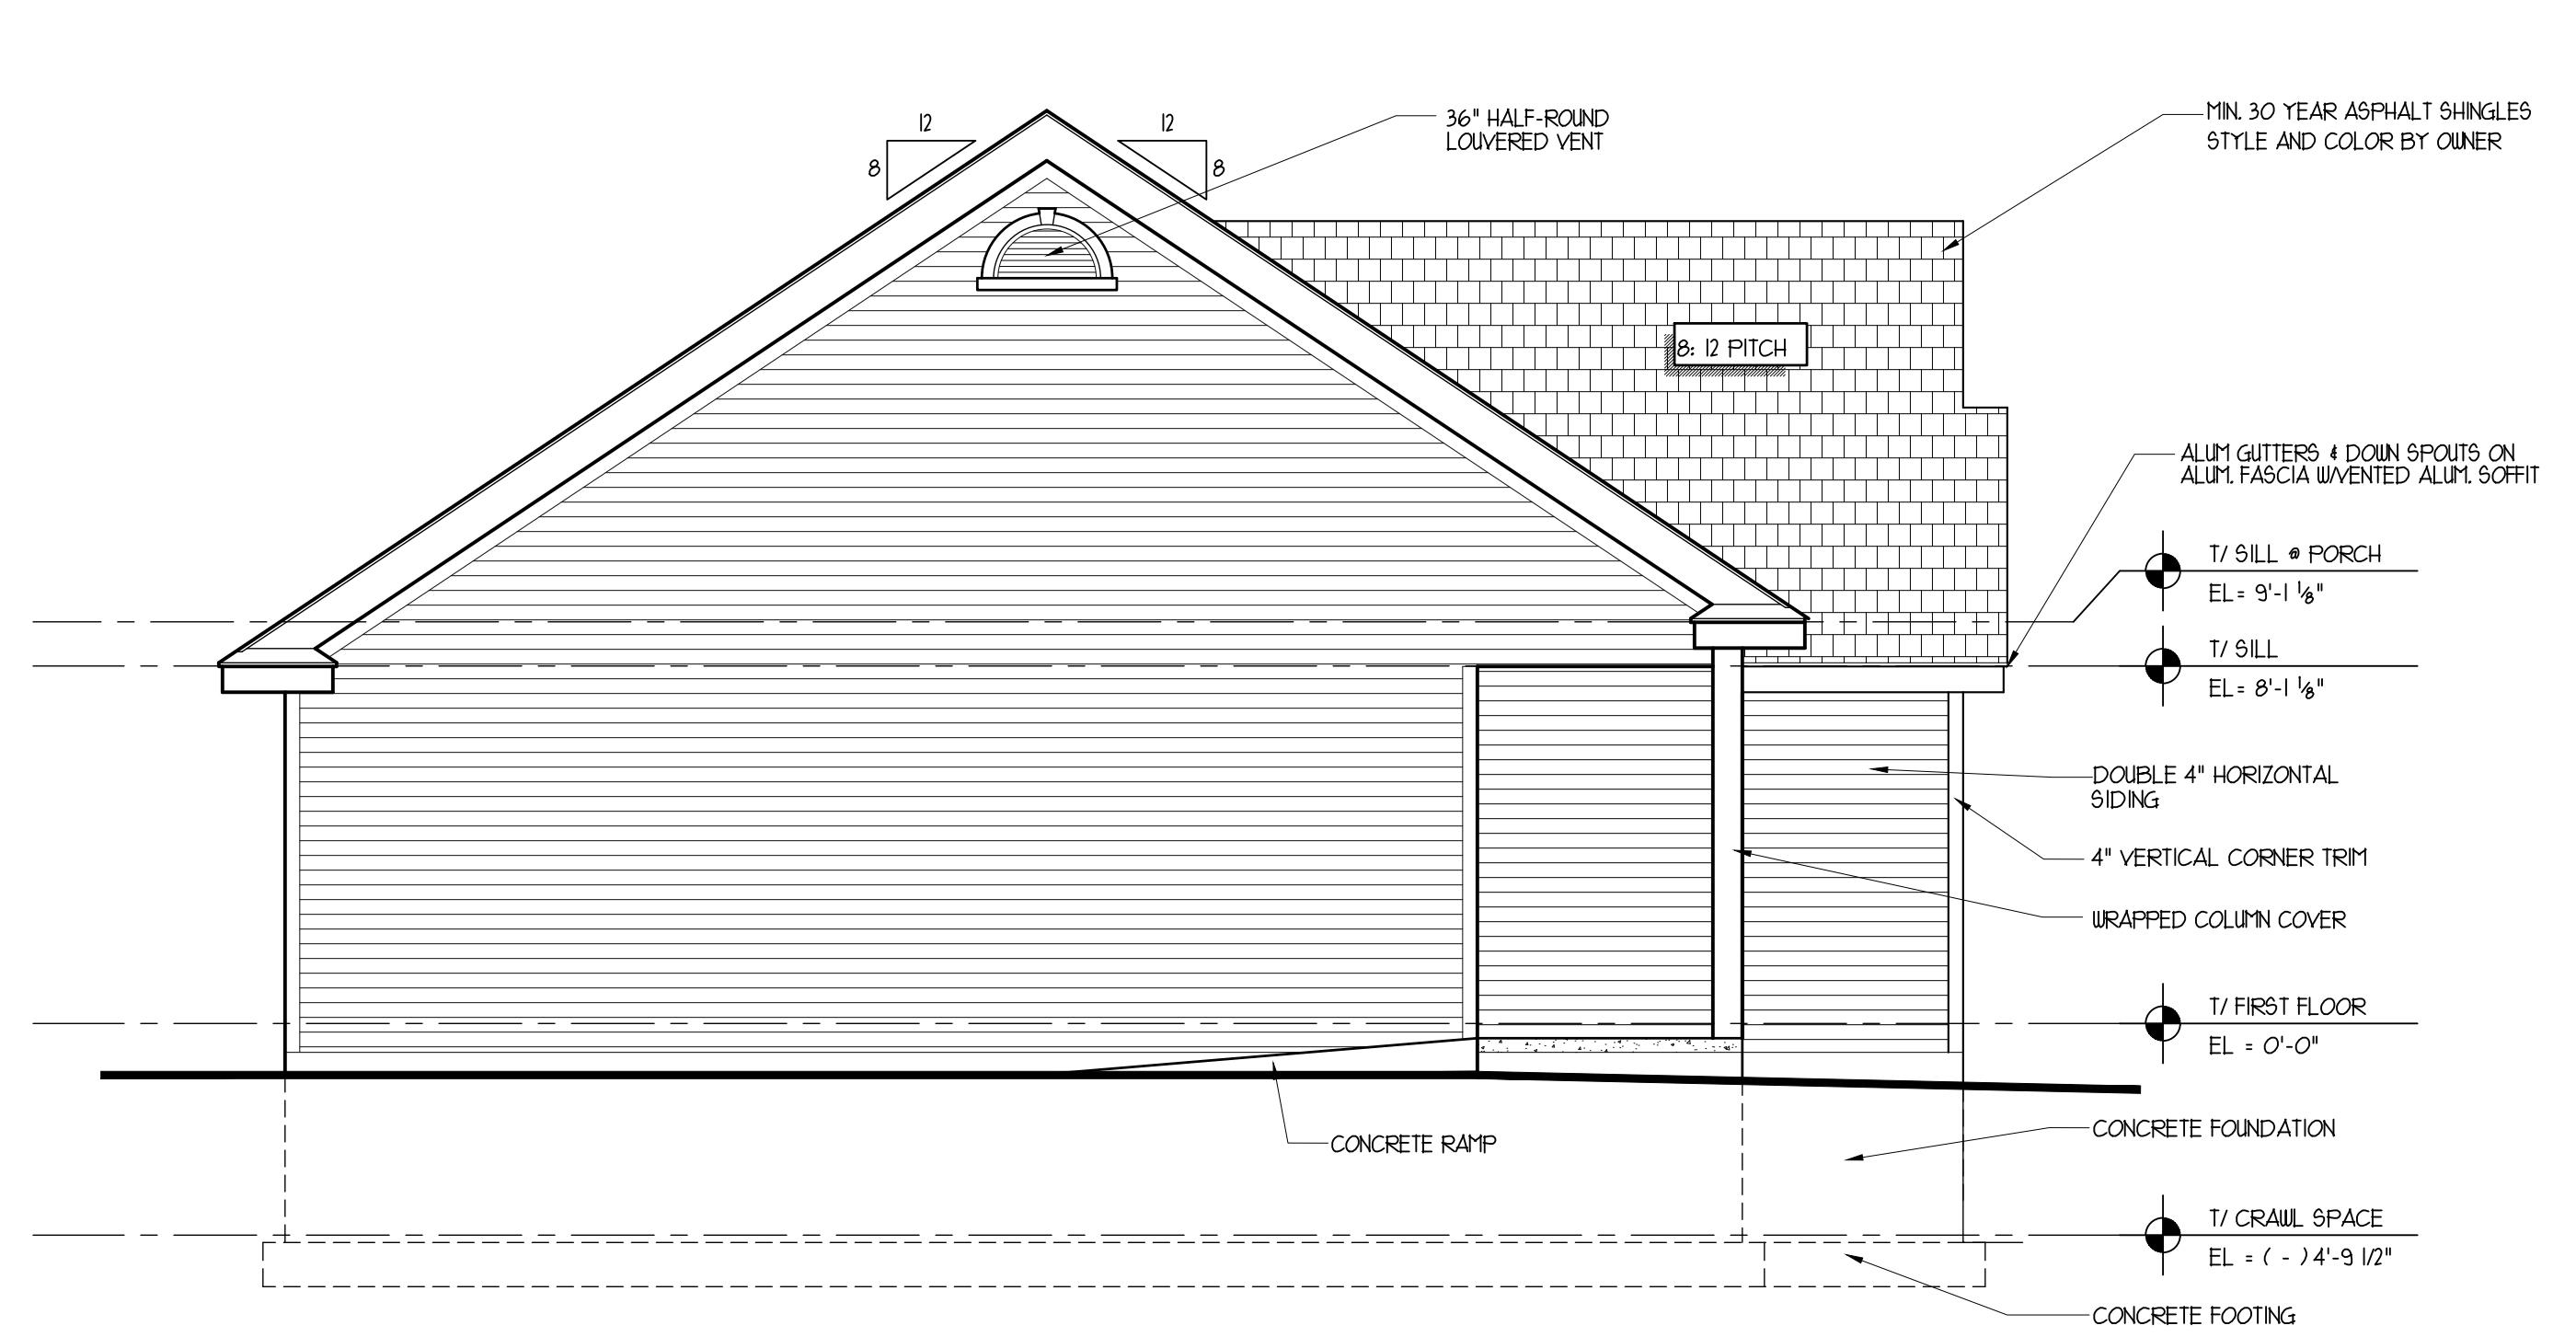 12
8
12
8
36" HALF-ROUND
LOUVERED VENT
MIN. 30 YEAR ASPHALT SHINGLES
STYLE AND COLOR BY OWNER
8: 12 PITCH
ALUM GUTTERS & DOWN SPOUTS ON
ALUM. FASCIA W/VENTED ALUM. SOFFIT
T/ SILL @ PORCH
EL= 9'-1 1/8"
T/ SILL
EL= 8'-1 1/8"
DOUBLE 4" HORIZONTAL
SIDING
4" VERTICAL CORNER TRIM
WRAPPED COLUMN COVER
T/ FIRST FLOOR
EL = 0'-0"
CONCRETE RAMP
CONCRETE FOUNDATION
T/ CRAWL SPACE
EL = ( - ) 4'-9 1/2"
CONCRETE FOOTING